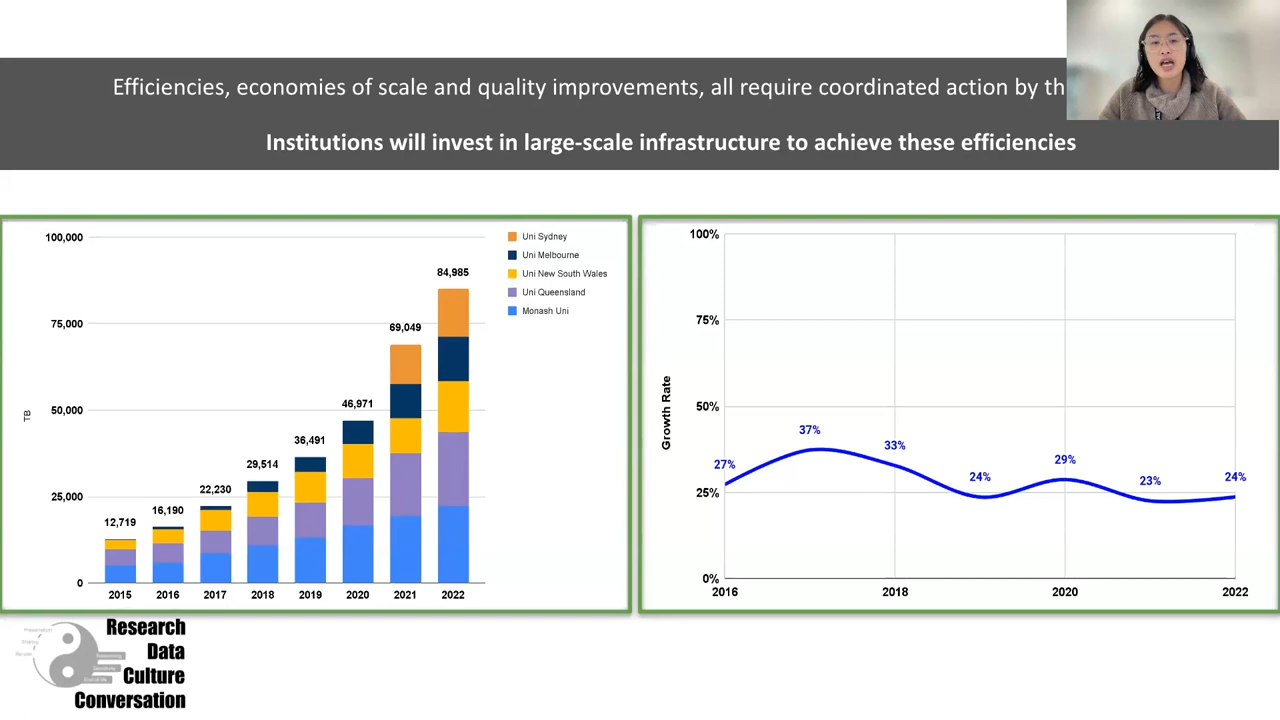 Efficiencies, economies of scale and quality improvements, all require coordinated action by th
Institutions will invest in large-scale infrastructure to achieve these efficiencies
100,000
75,000
50,000
25,000
0
TB
12,719
16,190
22,230
29,514
36,491
46,971
69,049
84,985
2015
2016
2017
2018
2019
2020
2021
2022
Uni Sydney
Uni Melbourne
Uni New South Wales
Uni Queensland
Monash Uni
100%
75%
50%
25%
0%
Growth Rate
27%
37%
33%
24%
29%
23%
24%
2016
2018
2020
2022
Presentation
Sharing
Re-use
Research
Data
Culture
Conversation